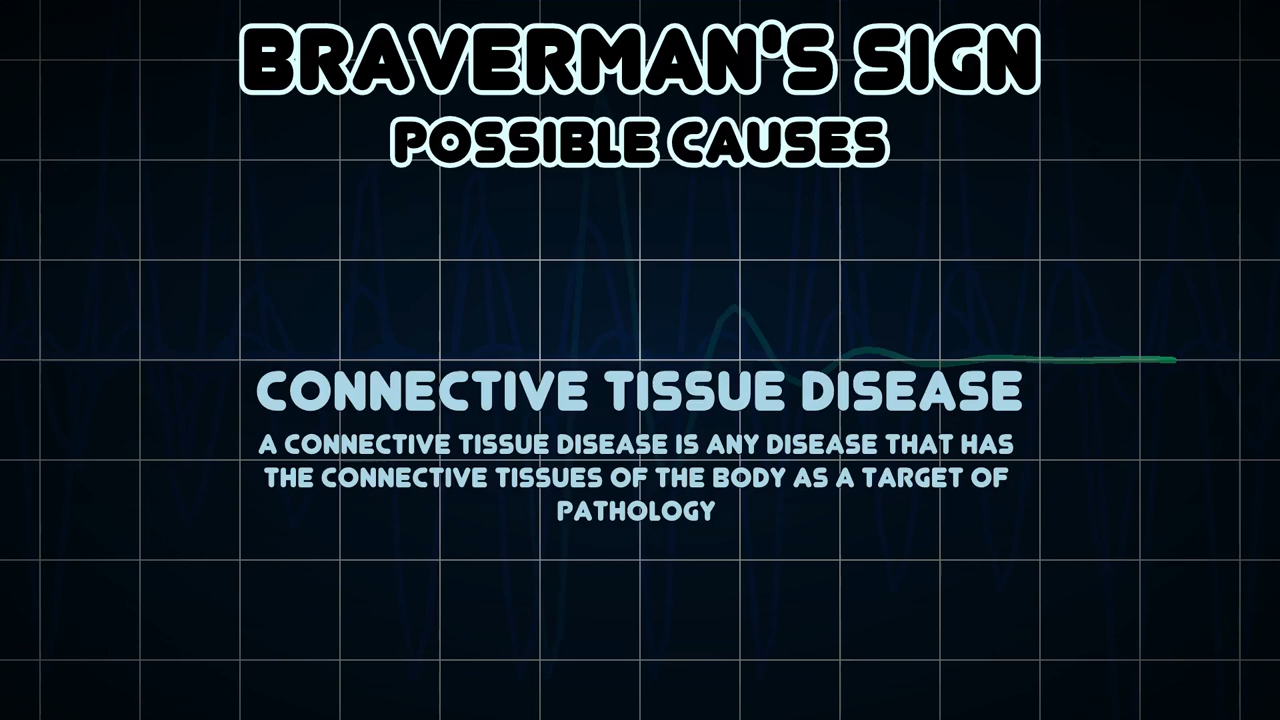 BRAVERMAN'S SIGN
POSSIBLE CAUSES
CONNECTIVE TISSUE DISEASE
A CONNECTIVE TISSUE DISEASE IS ANY DISEASE THAT HAS
THE CONNECTIVE TISSUES OF THE BODY AS A TARGET OF
PATHOLOGY